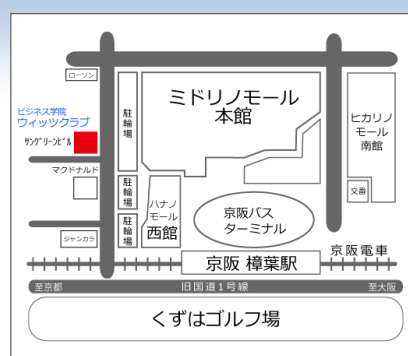 ローソン
ビジネス学院
ウィッツクラブ
サングリーンビル
マクドナルド
ジャンカラ
駐輪場
駐輪場
駐輪場
ミドリノモール
本館
ハナノ
モール
西館
京阪バス
ターミナル
ヒカリノ
モール
南館
交番
京阪電車
京阪 樟葉駅
至京都
旧国道1号線
至大阪
くずはゴルフ場